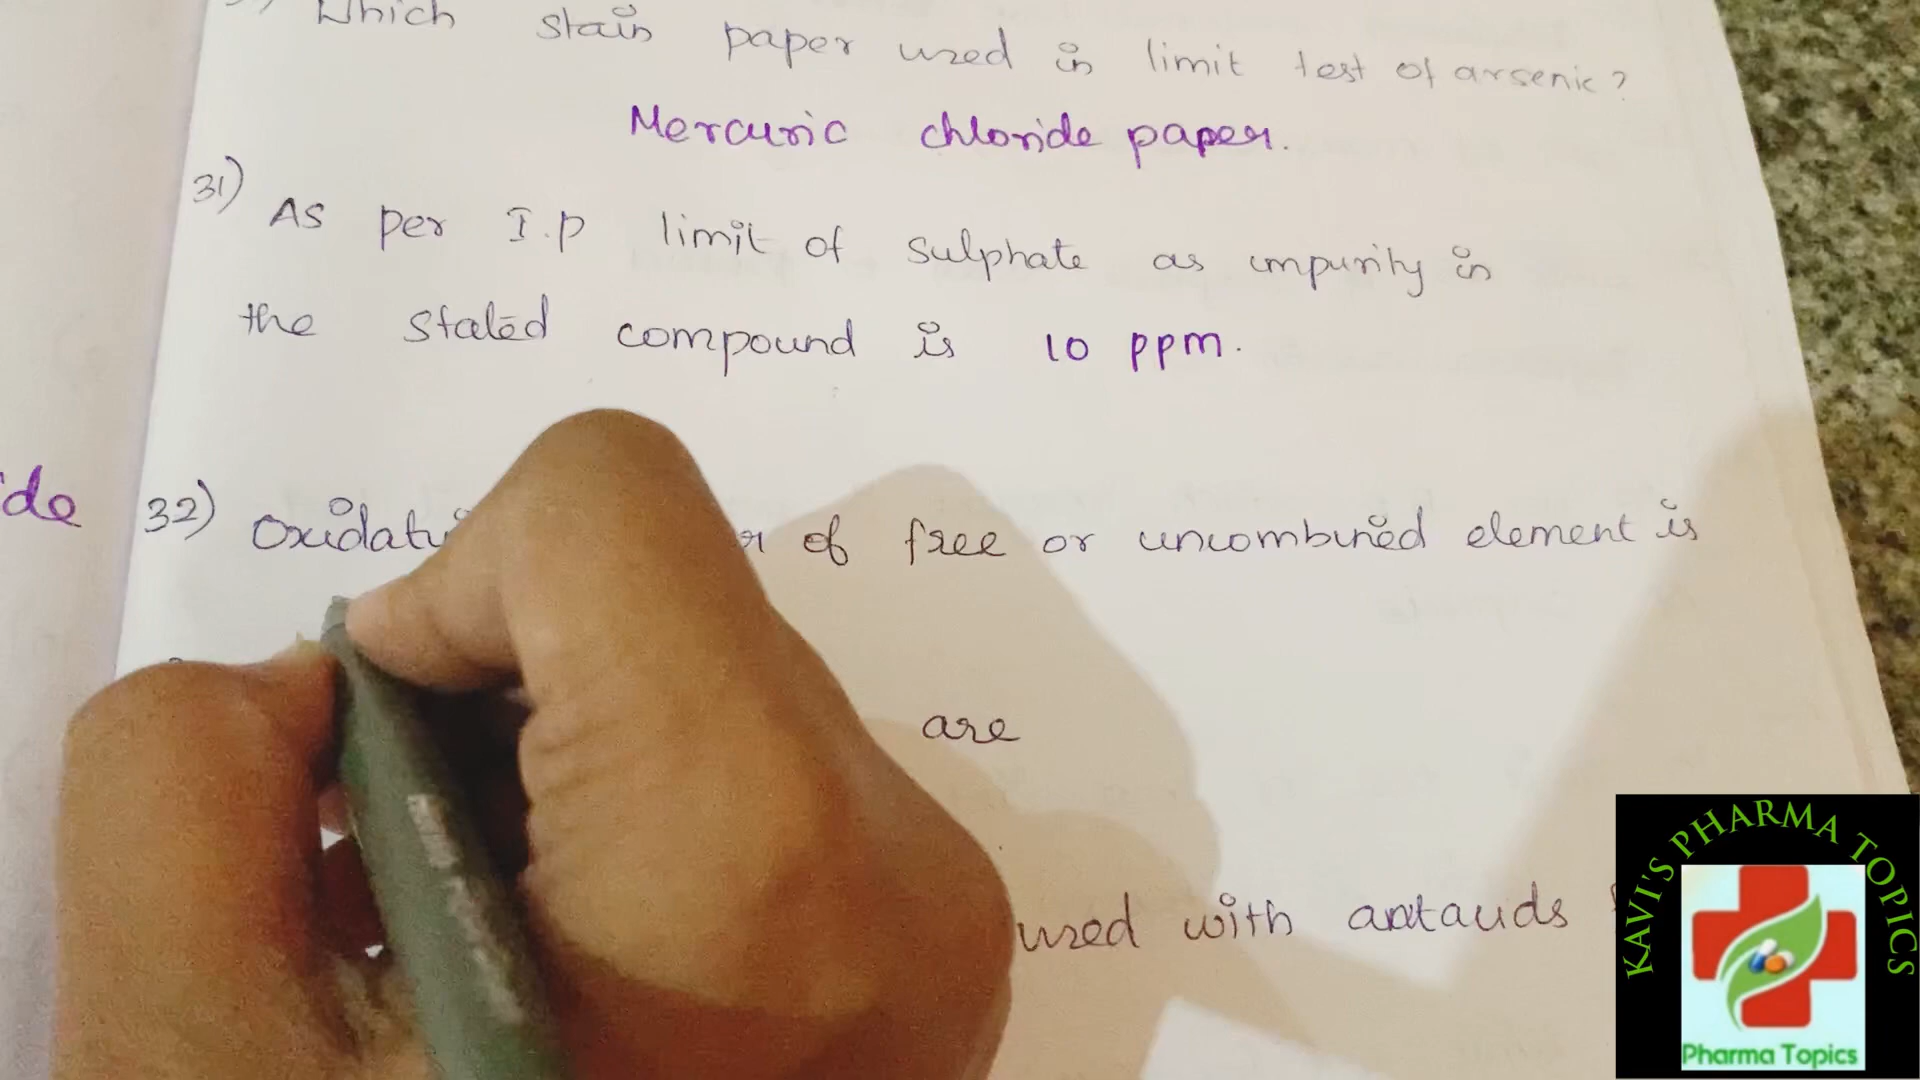 Which stain paper used in limit test of arsenic?
Mercuric chloride paper.
31) As per I.p limit of sulphate as impurity in
the stated compound is 10 ppm.
de
32) of free or uncombined element is
are
used with antacids
KAVI'S PHARMA TOPICS
Pharma Topics